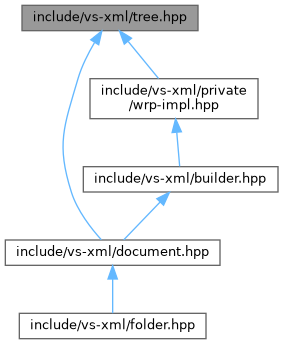 include/vs-xml/tree.hpp
include/vs-xml/private
/wrp-impl.hpp
include/vs-xml/builder.hpp
include/vs-xml/document.hpp
include/vs-xml/folder.hpp